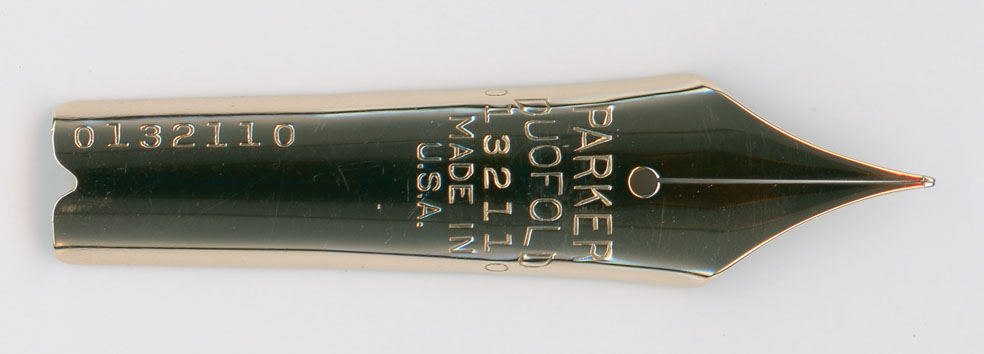 0132110
PARKER
DUOFOLD
0132110
MADE IN
U.S.A.